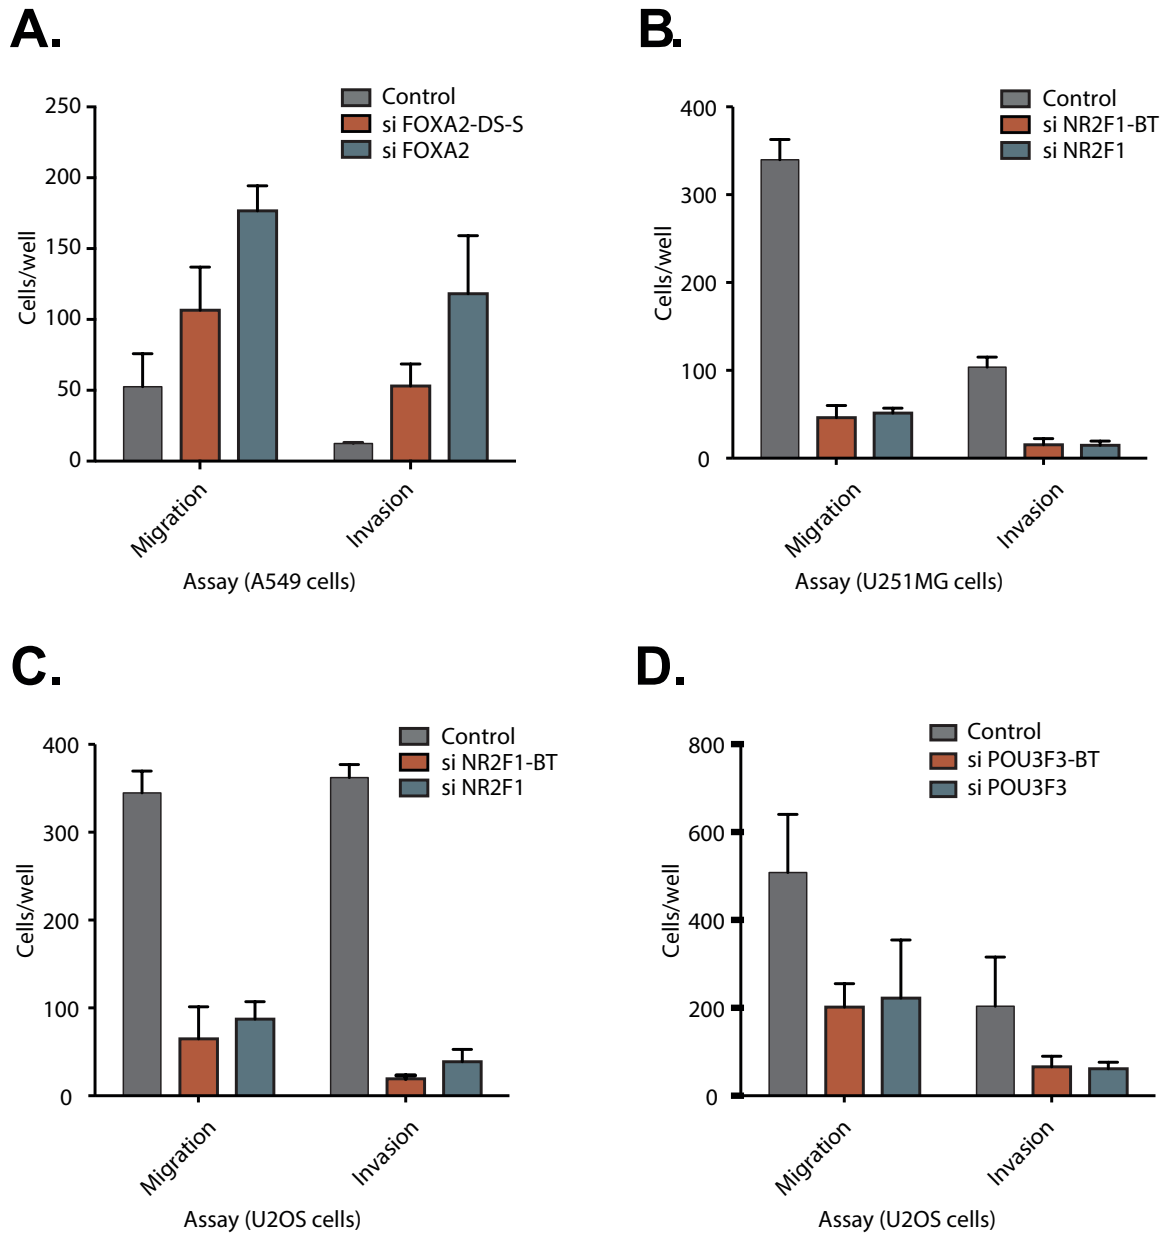 A.
250
200
150
100
50
0
Cells/well
Control
si FOXA2-DS-S
si FOXA2
Migration
Invasion
Assay (A549 cells)
B.
400
300
200
100
0
Cells/well
Control
si NR2F1-BT
si NR2F1
Migration
Invasion
Assay (U251MG cells)
C.
400
300
200
100
0
Cells/well
Control
si NR2F1-BT
si NR2F1
Migration
Invasion
Assay (U2OS cells)
D.
800
600
400
200
0
Cells/well
Control
si POU3F3-BT
si POU3F3
Migration
Invasion
Assay (U2OS cells)